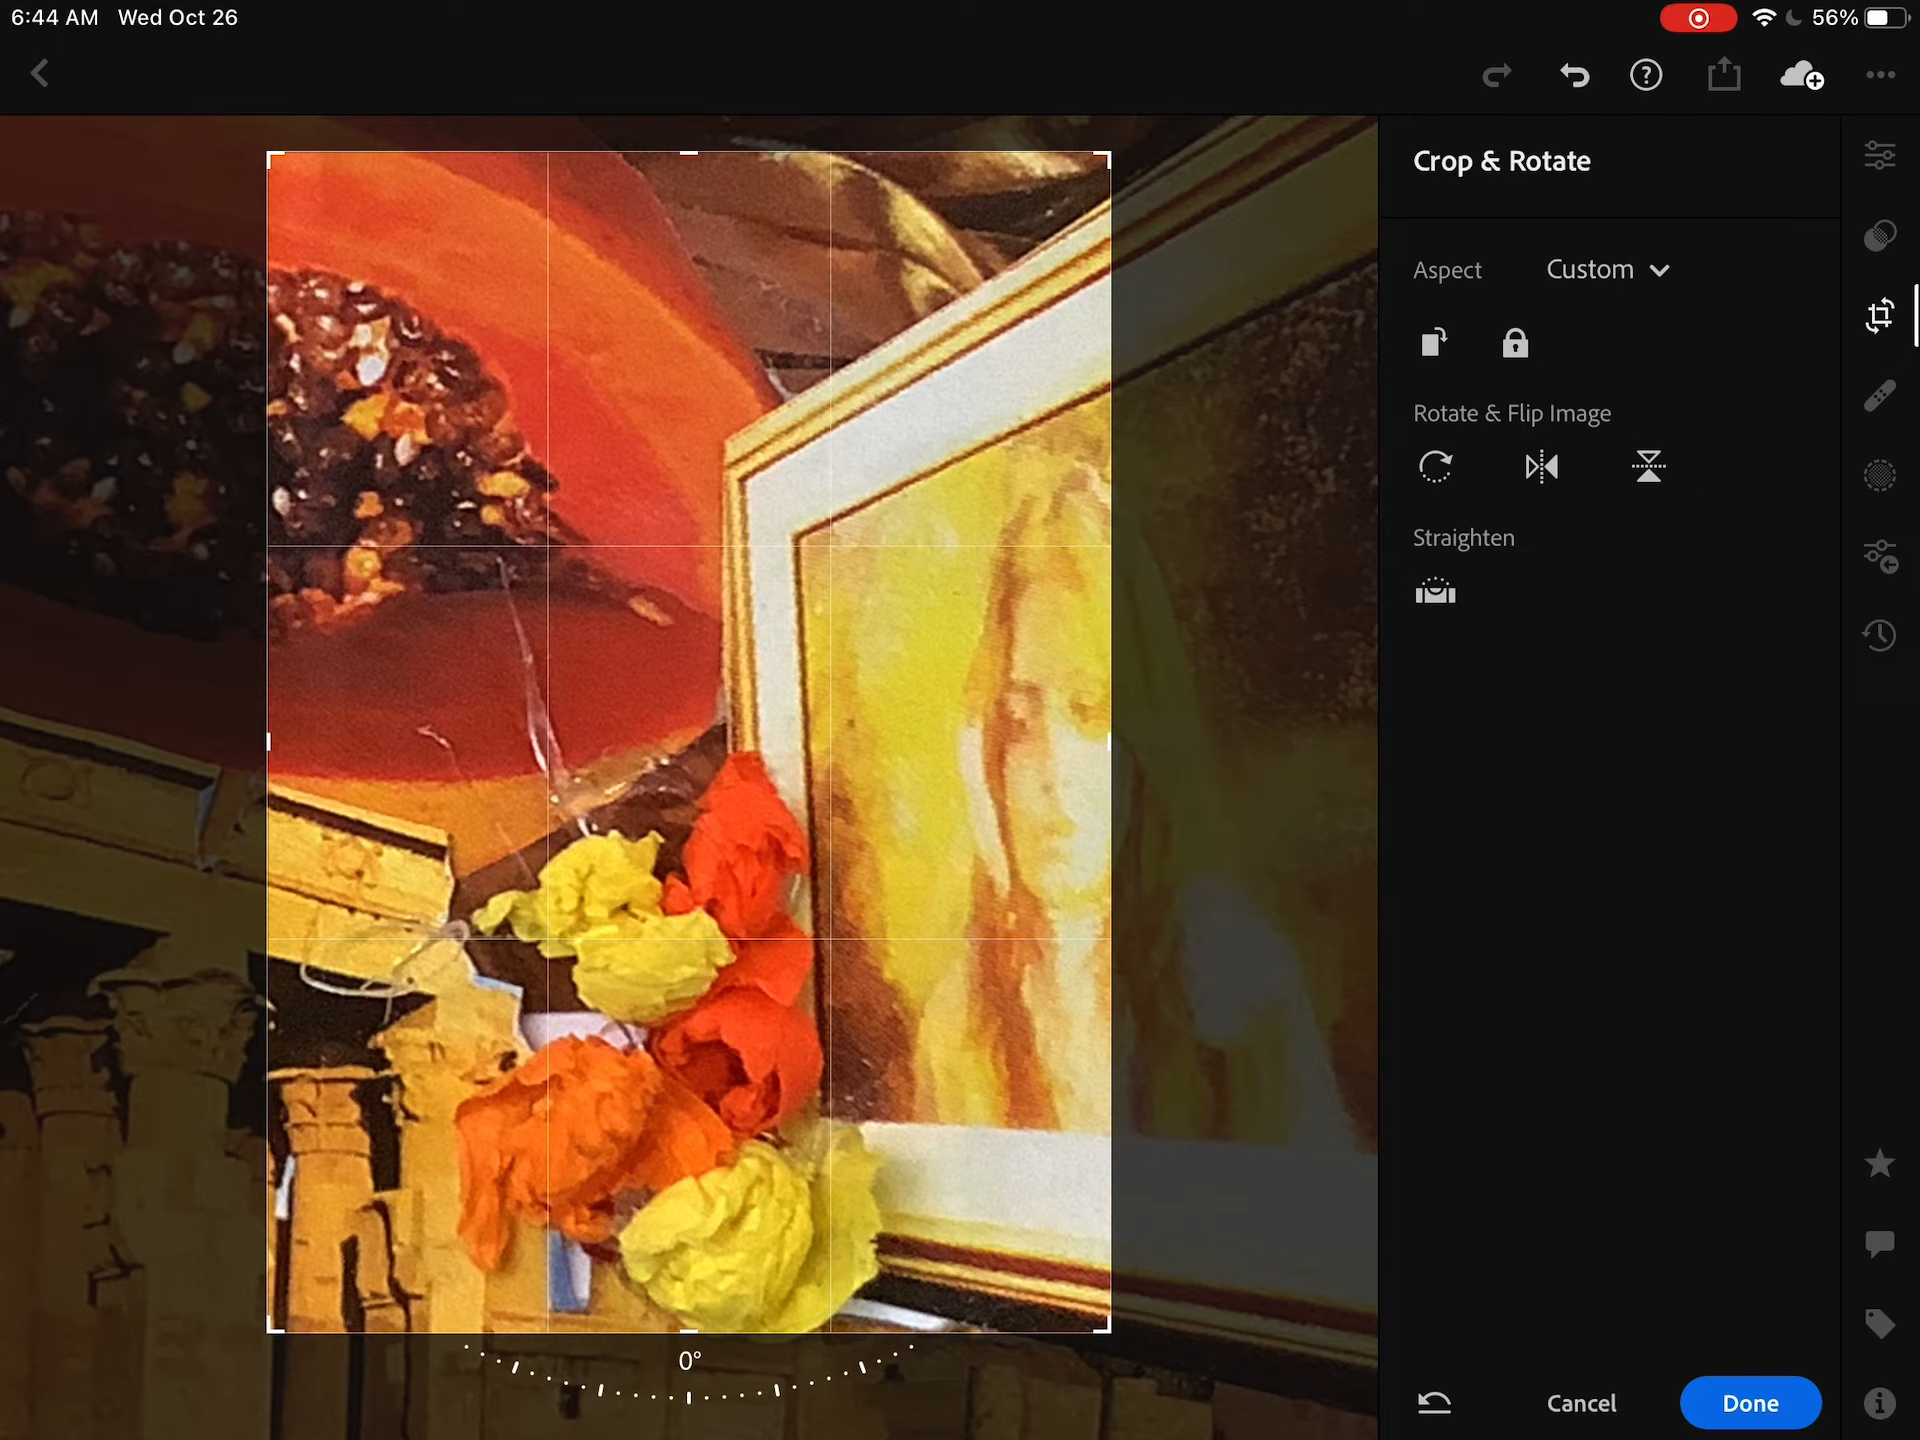 6:44 AM Wed Oct 26
56%
Crop & Rotate
Aspect Custom
Rotate & Flip Image
Straighten
0°
Cancel Done